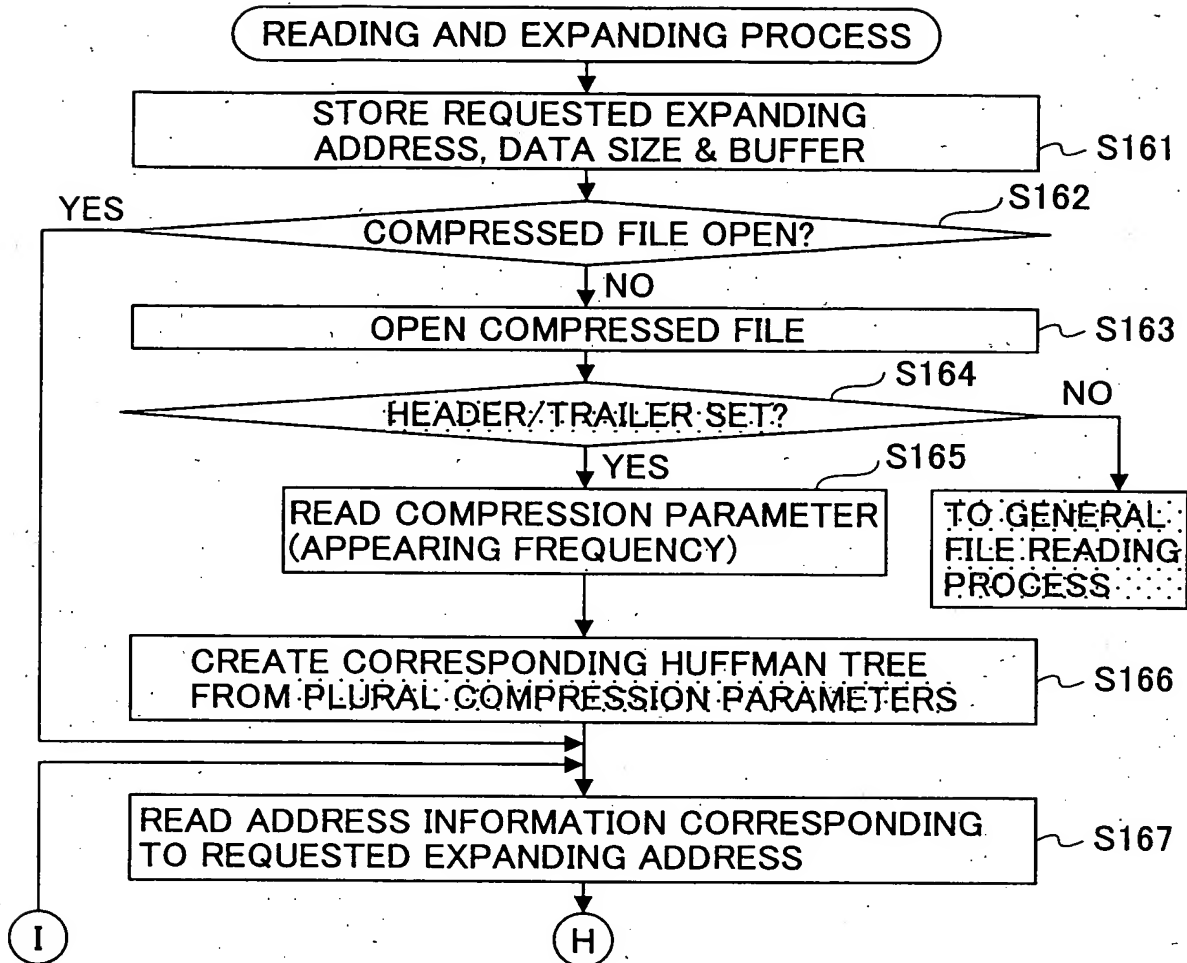 READING AND EXPANDING PROCESS
STORE REQUESTED EXPANDING
ADDRESS, DATA SIZE & BUFFER
S161
YES
S162
COMPRESSED FILE OPEN?
NO
OPEN COMPRESSED FILE
S163
S164
HEADER/TRAILER SET?
NO
YES
S165
READ COMPRESSION PARAMETER
(APPEARING FREQUENCY)
TO GENERAL
FILE READING
PROCESS
CREATE CORRESPONDING HUFFMAN TREE
FROM PLURAL COMPRESSION PARAMETERS
S166
READ ADDRESS INFORMATION CORRESPONDING
TO REQUESTED EXPANDING ADDRESS
S167
I
H